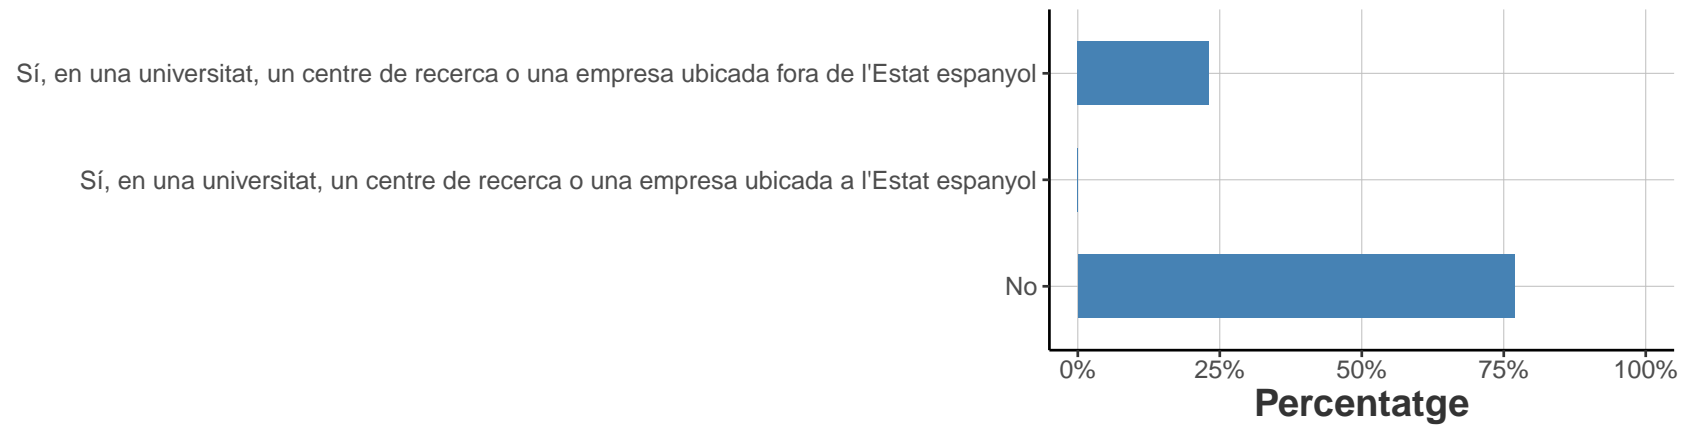 Sí, en una universitat, un centre de recerca o una empresa ubicada fora de l'Estat espanyol
Sí, en una universitat, un centre de recerca o una empresa ubicada a l'Estat espanyol
No
0% 25% 50% 75% 100%
Percentatge